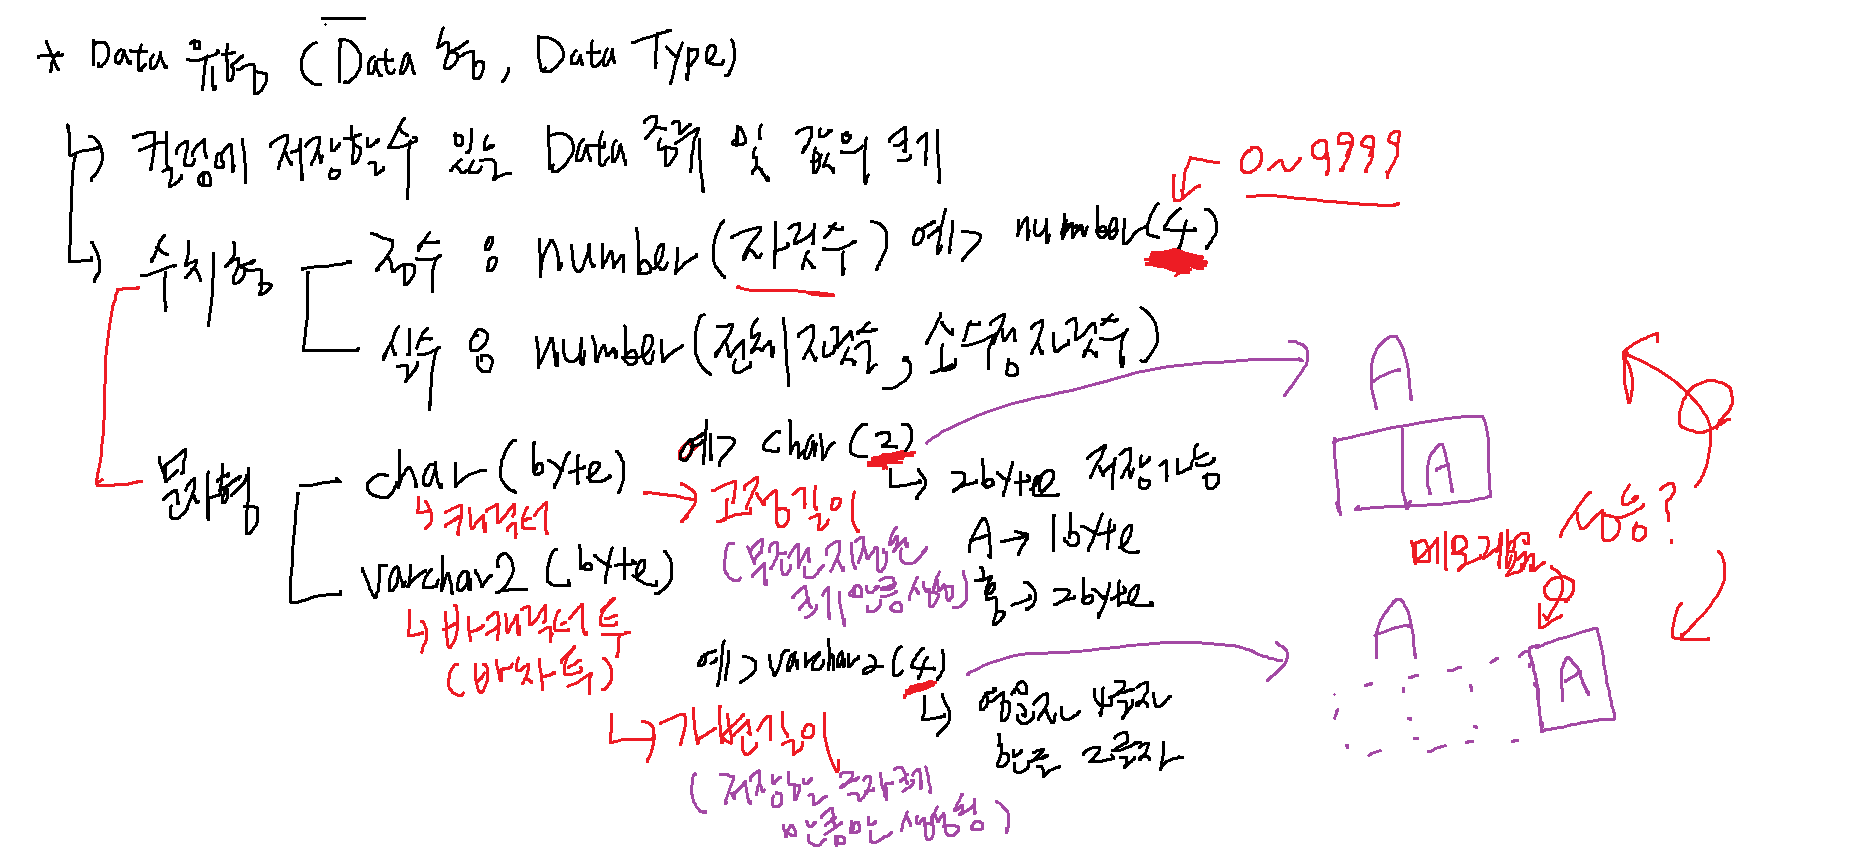 * Data 유형 (Data 형, Data Type)
↳ 컬럼에 저장할 수 있는 Data 종류 및 값의 크기
0~9999
↳ 수치형 정수 : number(자릿수) 예> number(4)
실수 : number(전체자릿수, 소수점자릿수)
A
문자형 char(byte) 예> char(2)
↳ 2byte 저장가능
A
↳ 캐릭터 → 고정길이
(무조건 지정된 크기만큼 생성)
A → 1byte
홍 → 2byte
성능?
메모리
varchar2(byte)
↳ 바캐릭터 투
(바차투)
예> varchar2(4)
↳ 영문자 4글자
한글 2글자
A
A
↳ 가변길이
(저장할 글자크기
만큼만 생성됨)